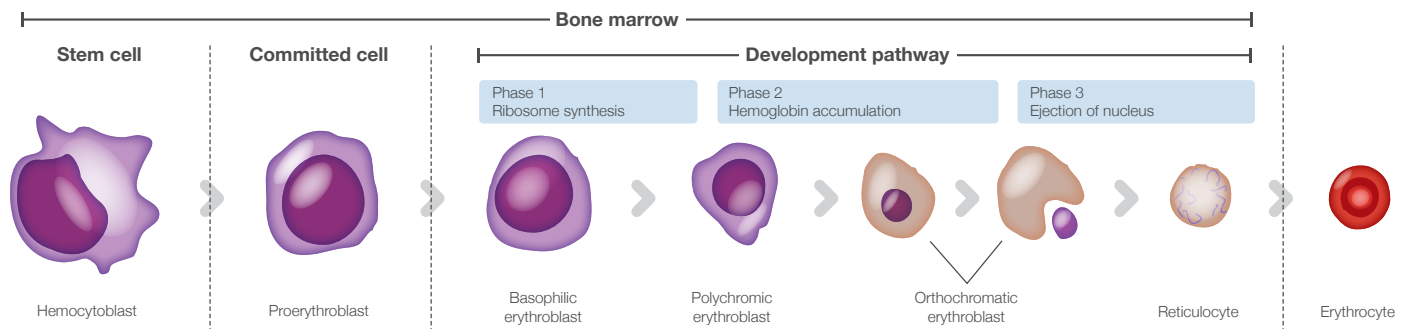 Bone marrow
Stem cell
Committed cell
Development pathway
Phase 1
Ribosome synthesis
Phase 2
Hemoglobin accumulation
Phase 3
Ejection of nucleus
Hemocytoblast
Proerythroblast
Basophilic
erythroblast
Polychromic
erythroblast
Orthochromatic
erythroblast
Reticulocyte
Erythrocyte